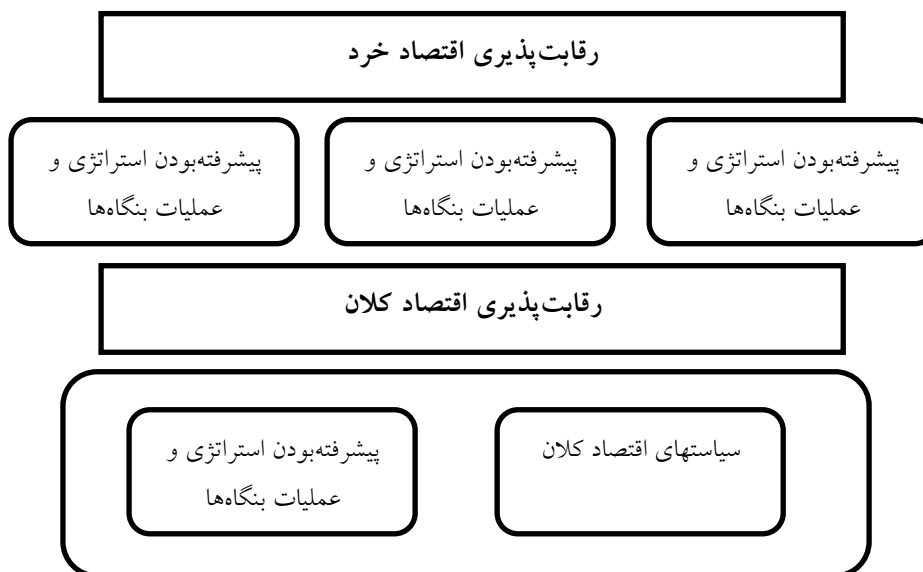 رقابت‌پذیری اقتصاد خرد
پیشرفته‌بودن استراتژی و
عملیات بنگاه‌ها
پیشرفته‌بودن استراتژی و
عملیات بنگاه‌ها
پیشرفته‌بودن استراتژی و
عملیات بنگاه‌ها
رقابت‌پذیری اقتصاد کلان
سیاستهای اقتصاد کلان
پیشرفته‌بودن استراتژی و
عملیات بنگاه‌ها